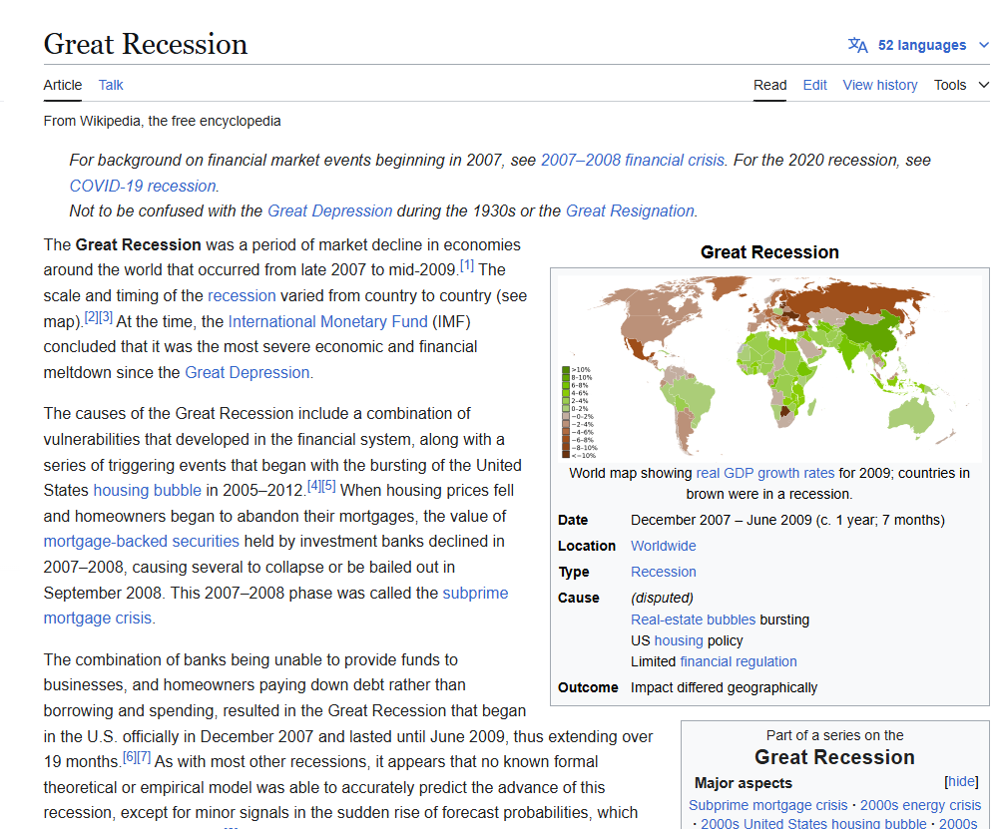 Great Recession
52 languages
Article Talk
Read Edit View history Tools
From Wikipedia, the free encyclopedia
For background on financial market events beginning in 2007, see 2007–2008 financial crisis. For the 2020 recession, see
COVID-19 recession.
Not to be confused with the Great Depression during the 1930s or the Great Resignation.
The Great Recession was a period of market decline in economies
around the world that occurred from late 2007 to mid-2009.[1] The
scale and timing of the recession varied from country to country (see
map).[2][3] At the time, the International Monetary Fund (IMF)
concluded that it was the most severe economic and financial
meltdown since the Great Depression.
The causes of the Great Recession include a combination of
vulnerabilities that developed in the financial system, along with a
series of triggering events that began with the bursting of the United
States housing bubble in 2005–2012.[4][5] When housing prices fell
and homeowners began to abandon their mortgages, the value of
mortgage-backed securities held by investment banks declined in
2007–2008, causing several to collapse or be bailed out in
September 2008. This 2007–2008 phase was called the subprime
mortgage crisis.
The combination of banks being unable to provide funds to
businesses, and homeowners paying down debt rather than
borrowing and spending, resulted in the Great Recession that began
in the U.S. officially in December 2007 and lasted until June 2009, thus extending over
19 months.[6][7] As with most other recessions, it appears that no known formal
theoretical or empirical model was able to accurately predict the advance of this
recession, except for minor signals in the sudden rise of forecast probabilities, which
Great Recession
>10%
8-10%
6-8%
4-6%
2-4%
0-2%
−0-2%
−2-4%
−4-6%
−6-8%
−8-10%
<−10%
World map showing real GDP growth rates for 2009; countries in
brown were in a recession.
Date December 2007 – June 2009 (c. 1 year; 7 months)
Location Worldwide
Type Recession
Cause (disputed)
Real-estate bubbles bursting
US housing policy
Limited financial regulation
Outcome Impact differed geographically
Part of a series on the
Great Recession
Major aspects [hide]
Subprime mortgage crisis · 2000s energy crisis
· 2000s United States housing bubble · 2000s